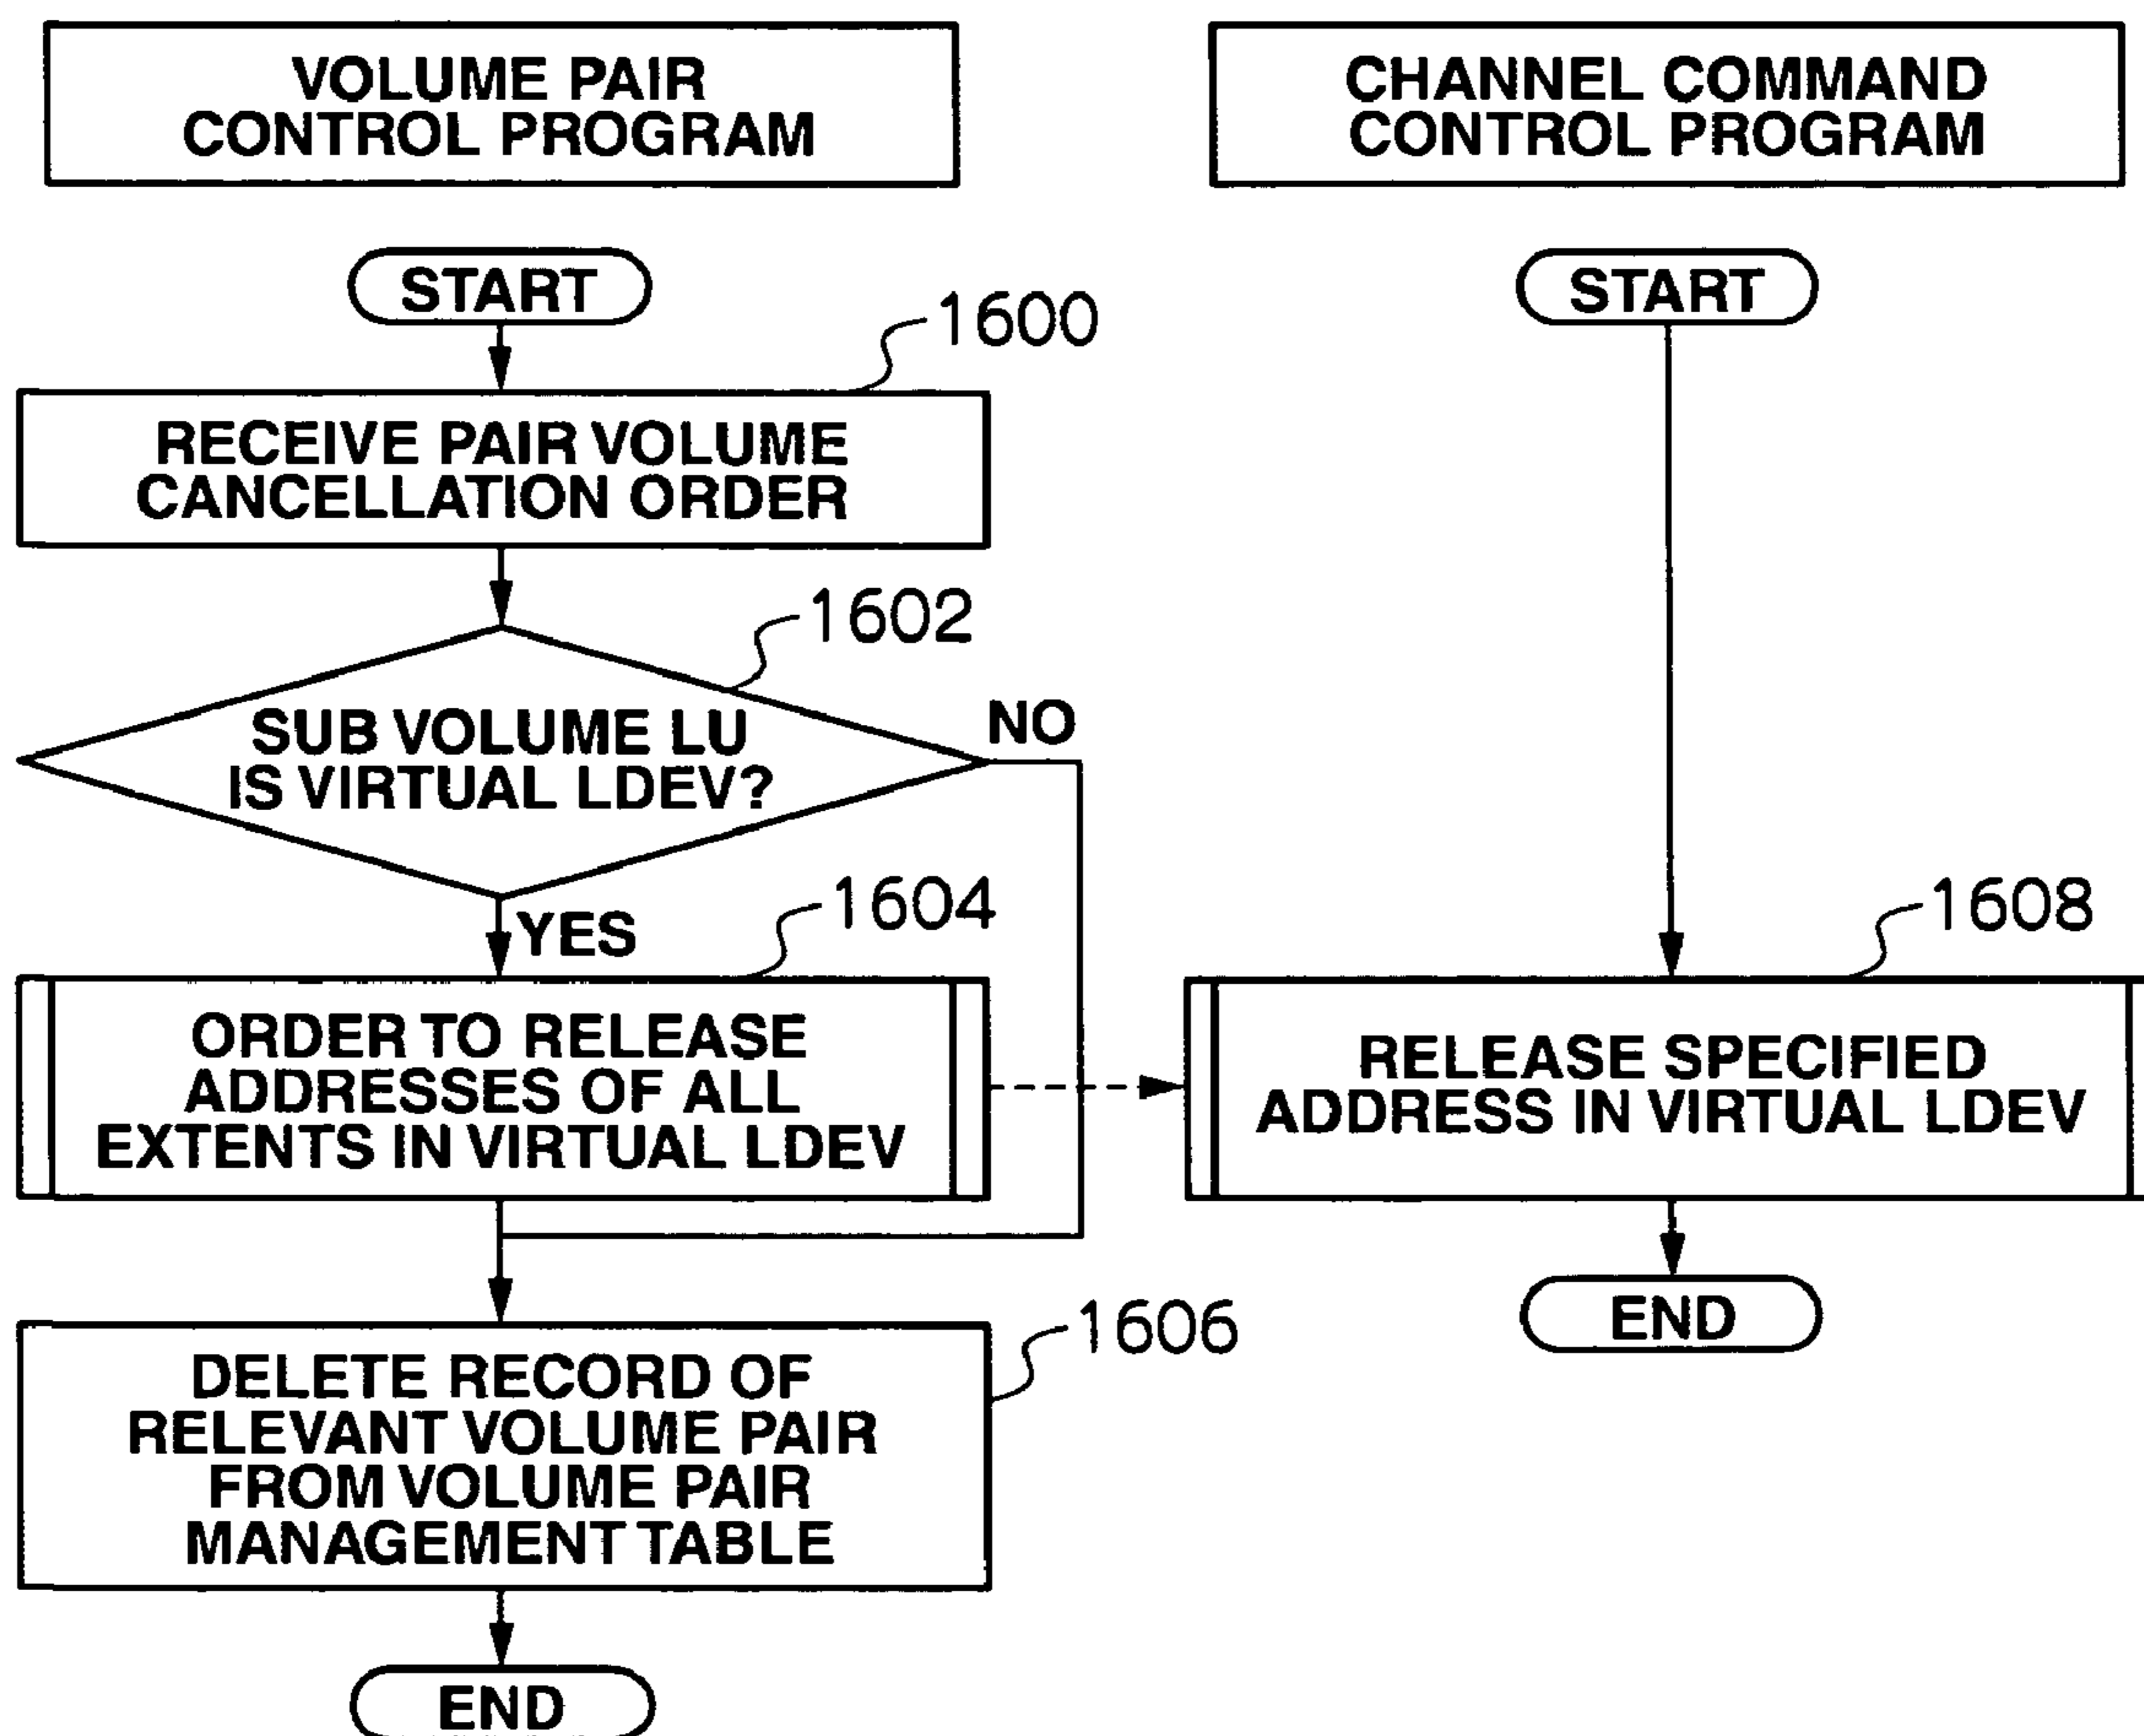 VOLUME PAIR
CONTROL PROGRAM
CHANNEL COMMAND
CONTROL PROGRAM
START
START
1600
RECEIVE PAIR VOLUME
CANCELLATION ORDER
1602
SUB VOLUME LU
IS VIRTUAL LDEV?
NO
YES
1604
ORDER TO RELEASE
ADDRESSES OF ALL
EXTENTS IN VIRTUAL LDEV
1608
RELEASE SPECIFIED
ADDRESS IN VIRTUAL LDEV
END
1606
DELETE RECORD OF
RELEVANT VOLUME PAIR
FROM VOLUME PAIR
MANAGEMENT TABLE
END